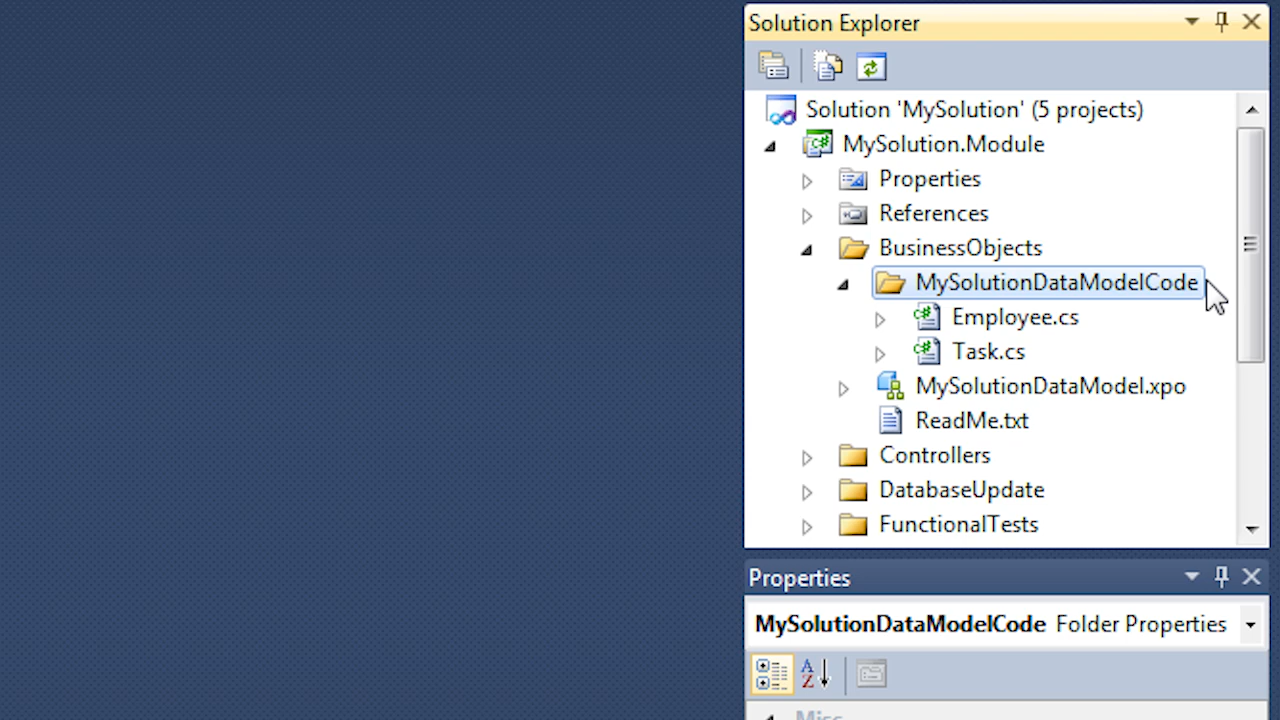 Solution Explorer
Solution 'MySolution' (5 projects)
MySolution.Module
Properties
References
BusinessObjects
MySolutionDataModelCode
Employee.cs
Task.cs
MySolutionDataModel.xpo
ReadMe.txt
Controllers
DatabaseUpdate
FunctionalTests
Properties
MySolutionDataModelCode Folder Properties
Misc